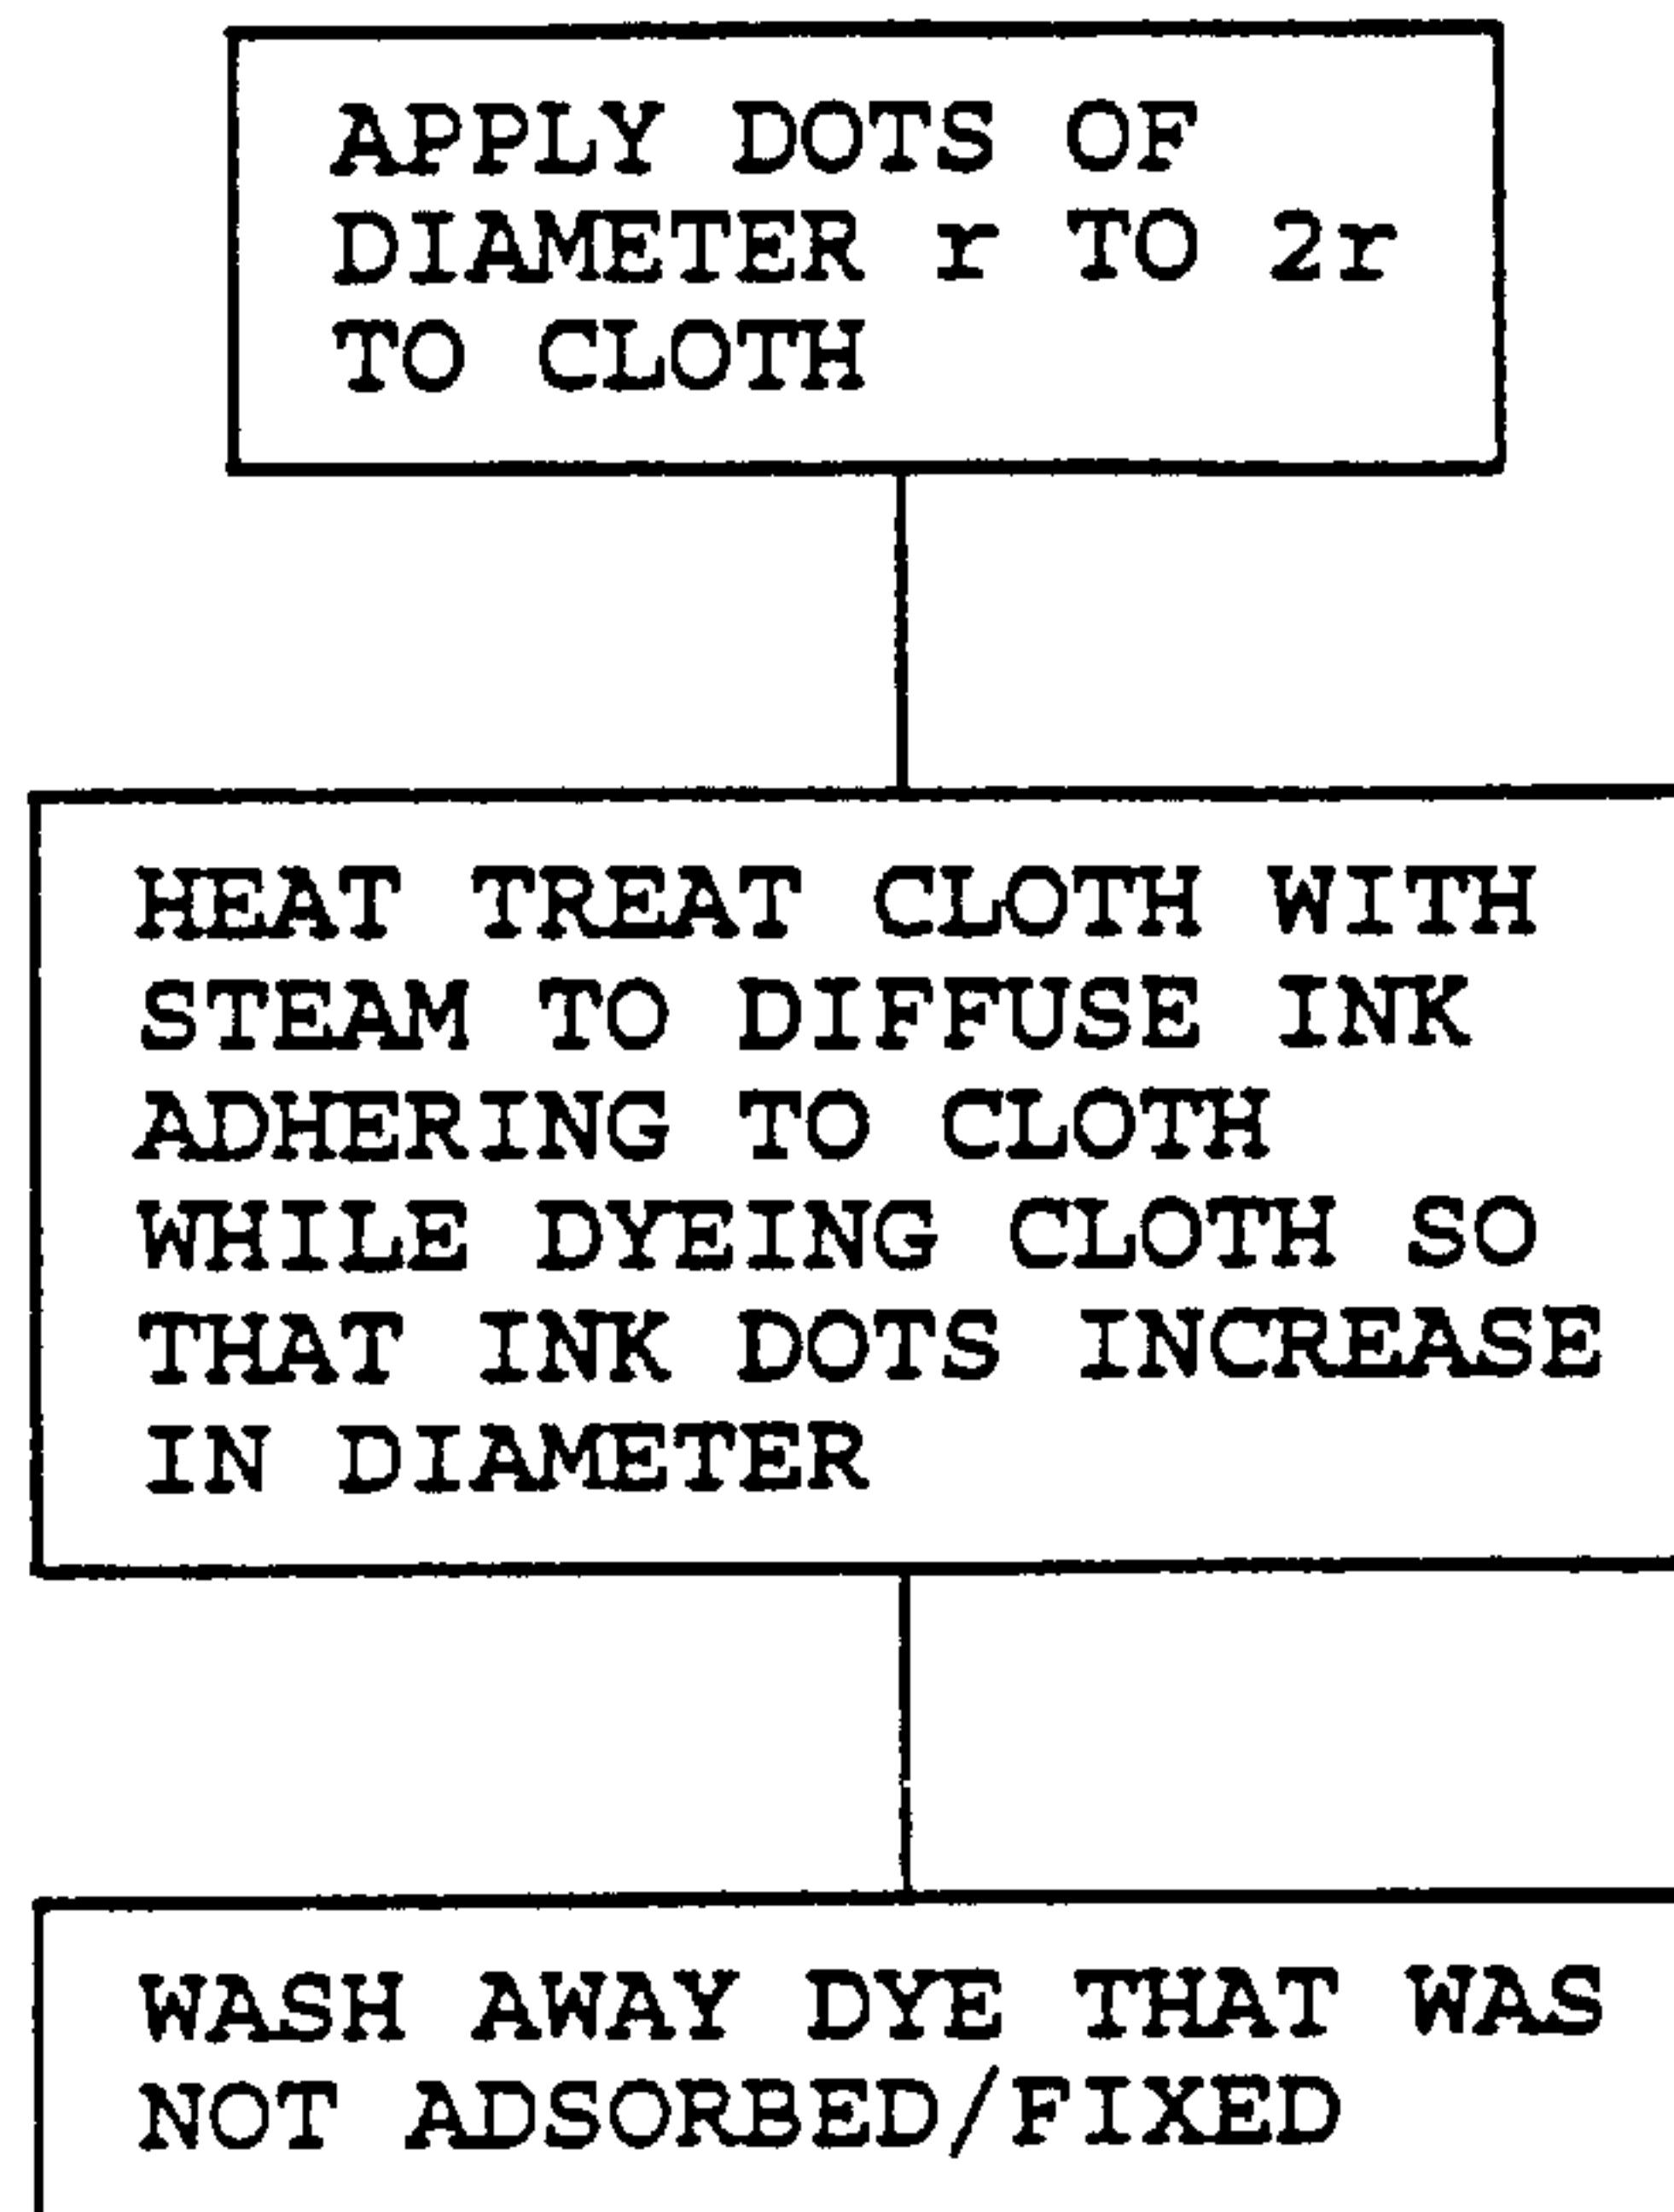 APPLY DOTS OF
DIAMETER r TO 2r
TO CLOTH
HEAT TREAT CLOTH WITH
STEAM TO DIFFUSE INK
ADHERING TO CLOTH
WHILE DYEING CLOTH SO
THAT INK DOTS INCREASE
IN DIAMETER
WASH AWAY DYE THAT WAS
NOT ADSORBED/FIXED